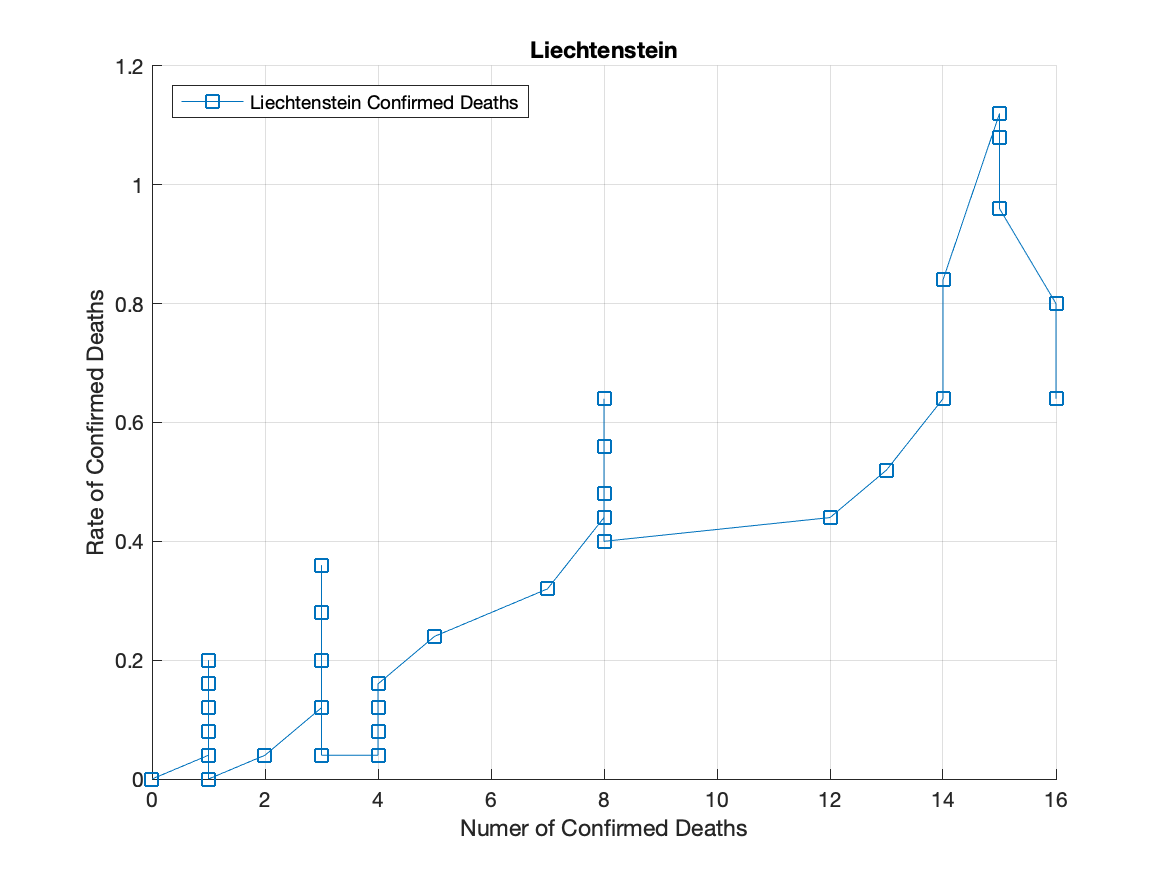 Liechtenstein
Liechtenstein Confirmed Deaths
1.2
1
0.8
0.6
0.4
0.2
0
Rate of Confirmed Deaths
0 2 4 6 8 10 12 14 16
Numer of Confirmed Deaths